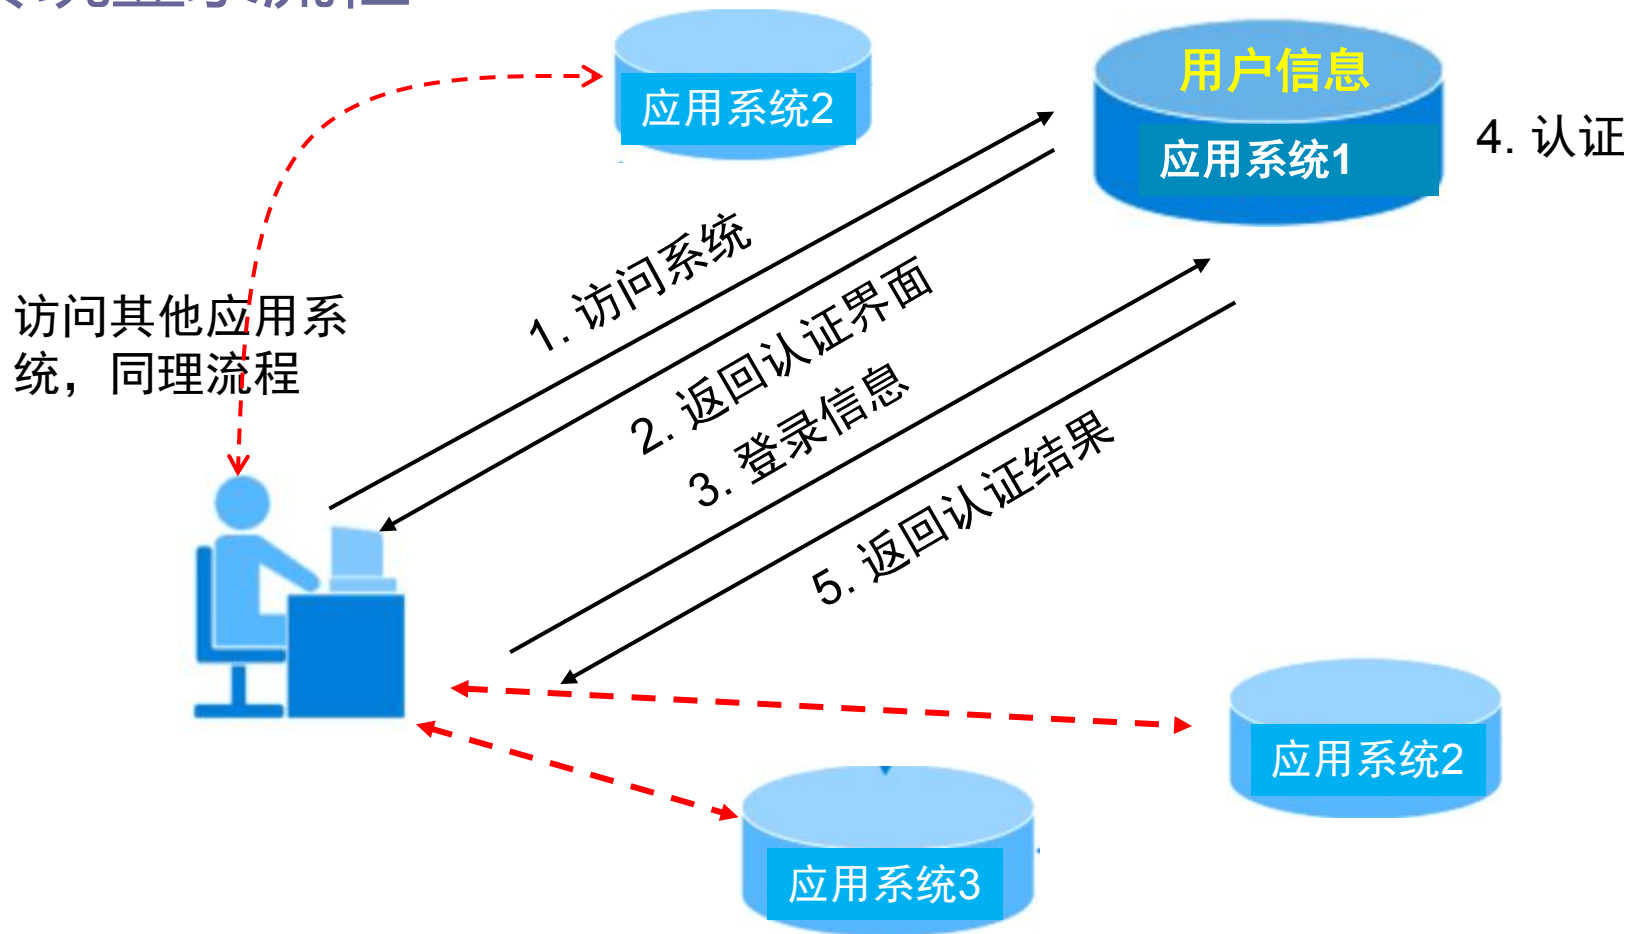 应用系统2
用户信息
应用系统1
4. 认证
1. 访问系统
2. 返回认证界面
访问其他应用系
统，同理流程
3. 登录信息
5. 返回认证结果
应用系统2
应用系统3